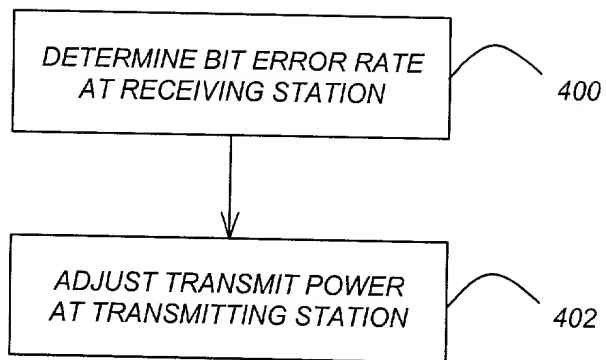 DETERMINE BIT ERROR RATE
AT RECEIVING STATION
400
ADJUST TRANSMIT POWER
AT TRANSMITTING STATION
402